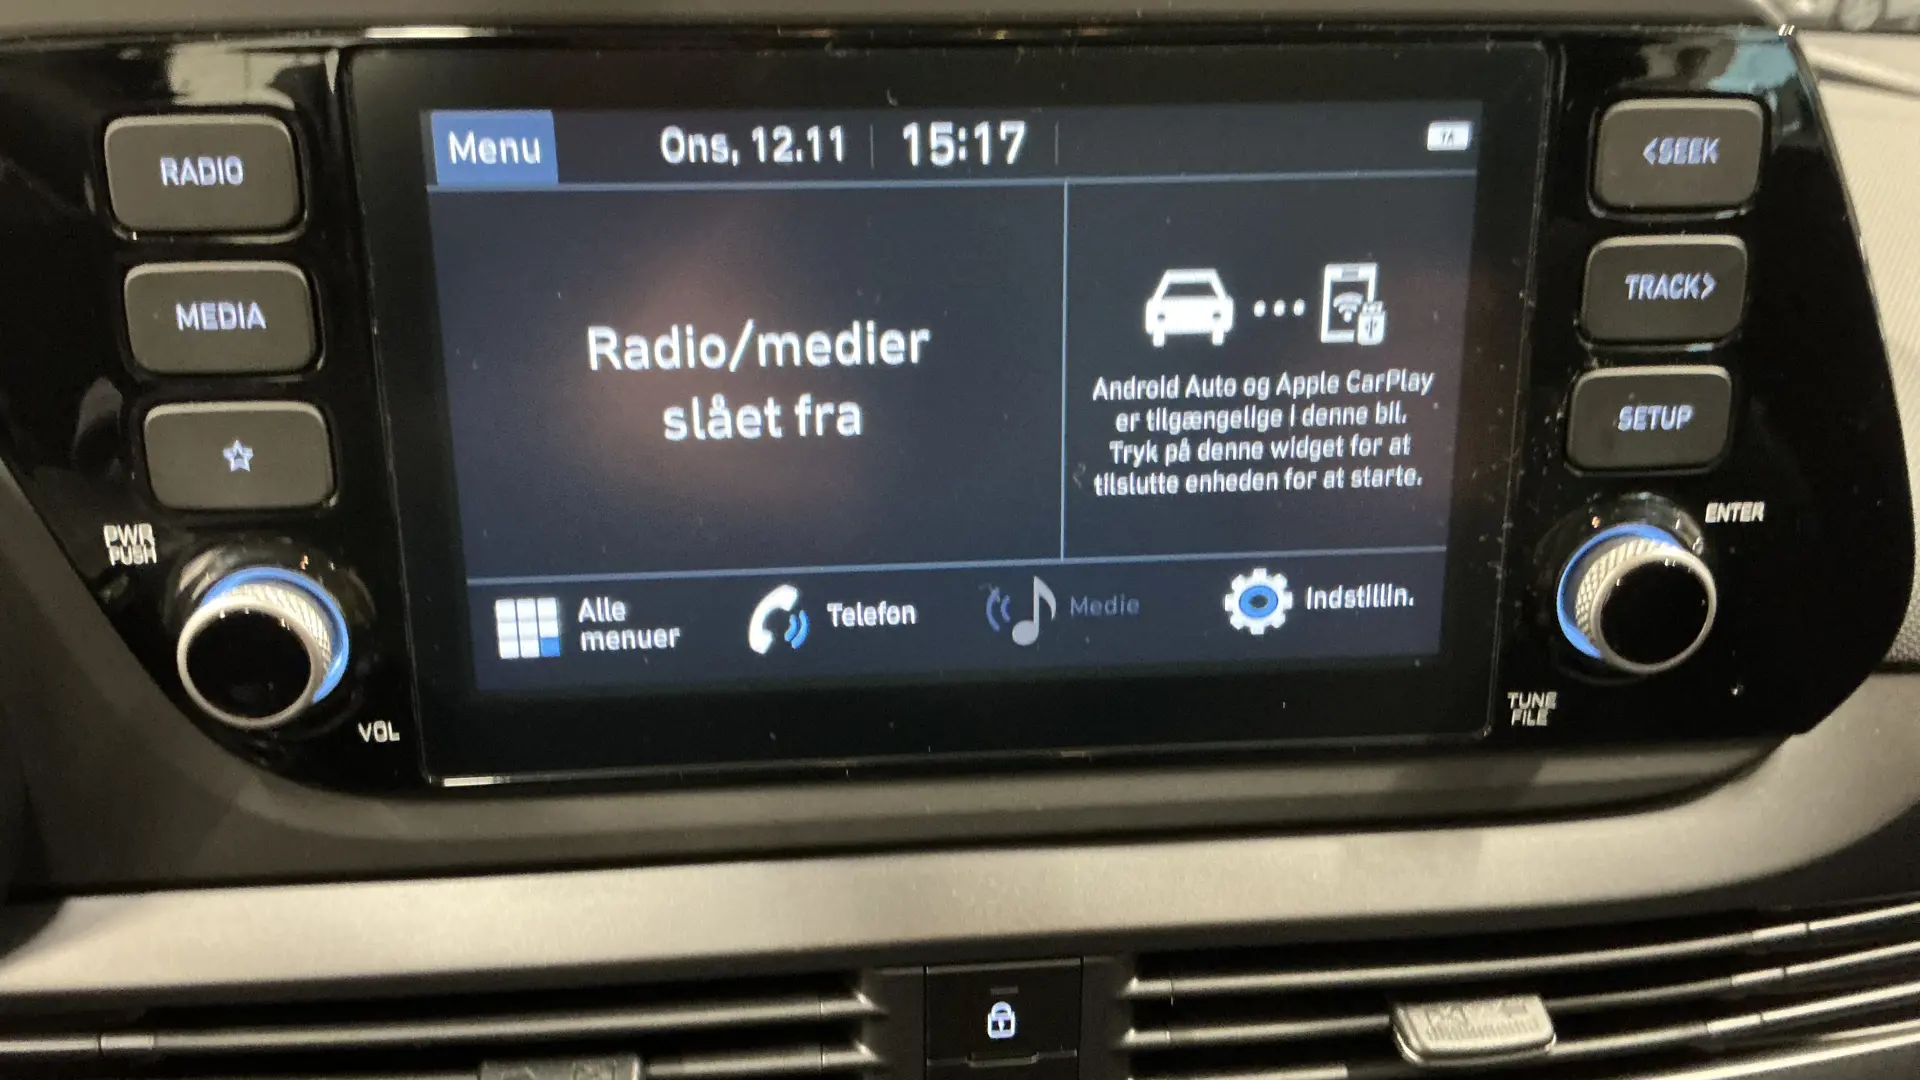 RADIO
MEDIA
PWR
PUSH
VOL
Menu
Ons, 12.11
15:17
TA
Radio/medier
slået fra
Android Auto og Apple CarPlay
er tilgængelige i denne bil.
Tryk på denne widget for at
tilslutte enheden for at starte.
Alle
menuer
Telefon
Medie
Indstillin.
<SEEK
TRACK>
SETUP
ENTER
TUNE
FILE